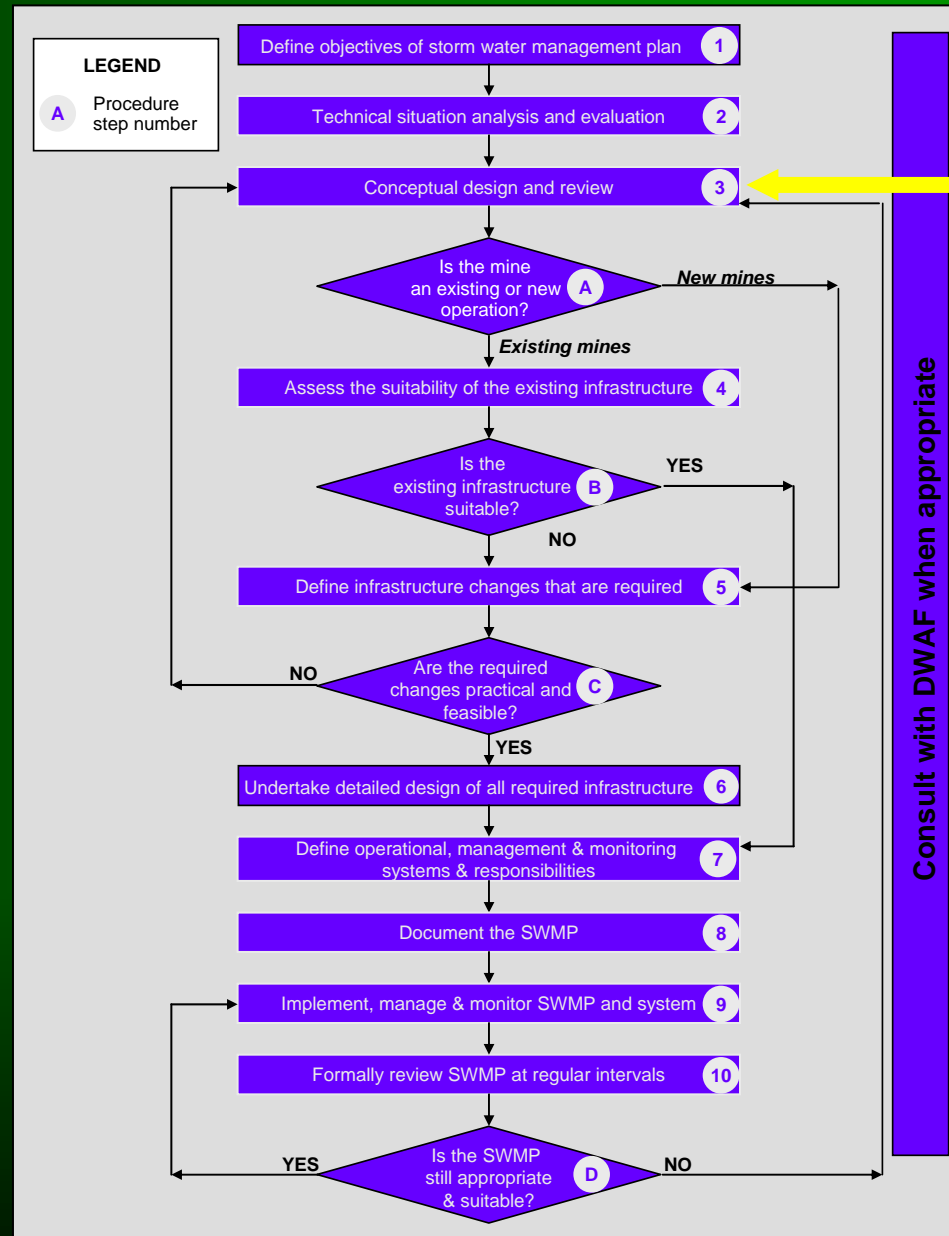 LEGEND
A
Procedure
step number
Define objectives of storm water management plan 1
Technical situation analysis and evaluation 2
Conceptual design and review 3
Is the mine
an existing or new
operation?
A
New mines
Existing mines
Assess the suitability of the existing infrastructure 4
Is the
existing infrastructure
suitable?
B
YES
NO
Define infrastructure changes that are required 5
Are the required
changes practical and
feasible?
C
NO
YES
Undertake detailed design of all required infrastructure 6
Define operational, management & monitoring
systems & responsibilities
7
Document the SWMP 8
Implement, manage & monitor SWMP and system 9
Formally review SWMP at regular intervals 10
Is the SWMP
still appropriate
& suitable?
D
YES
NO
Consult with DWAF when appropriate